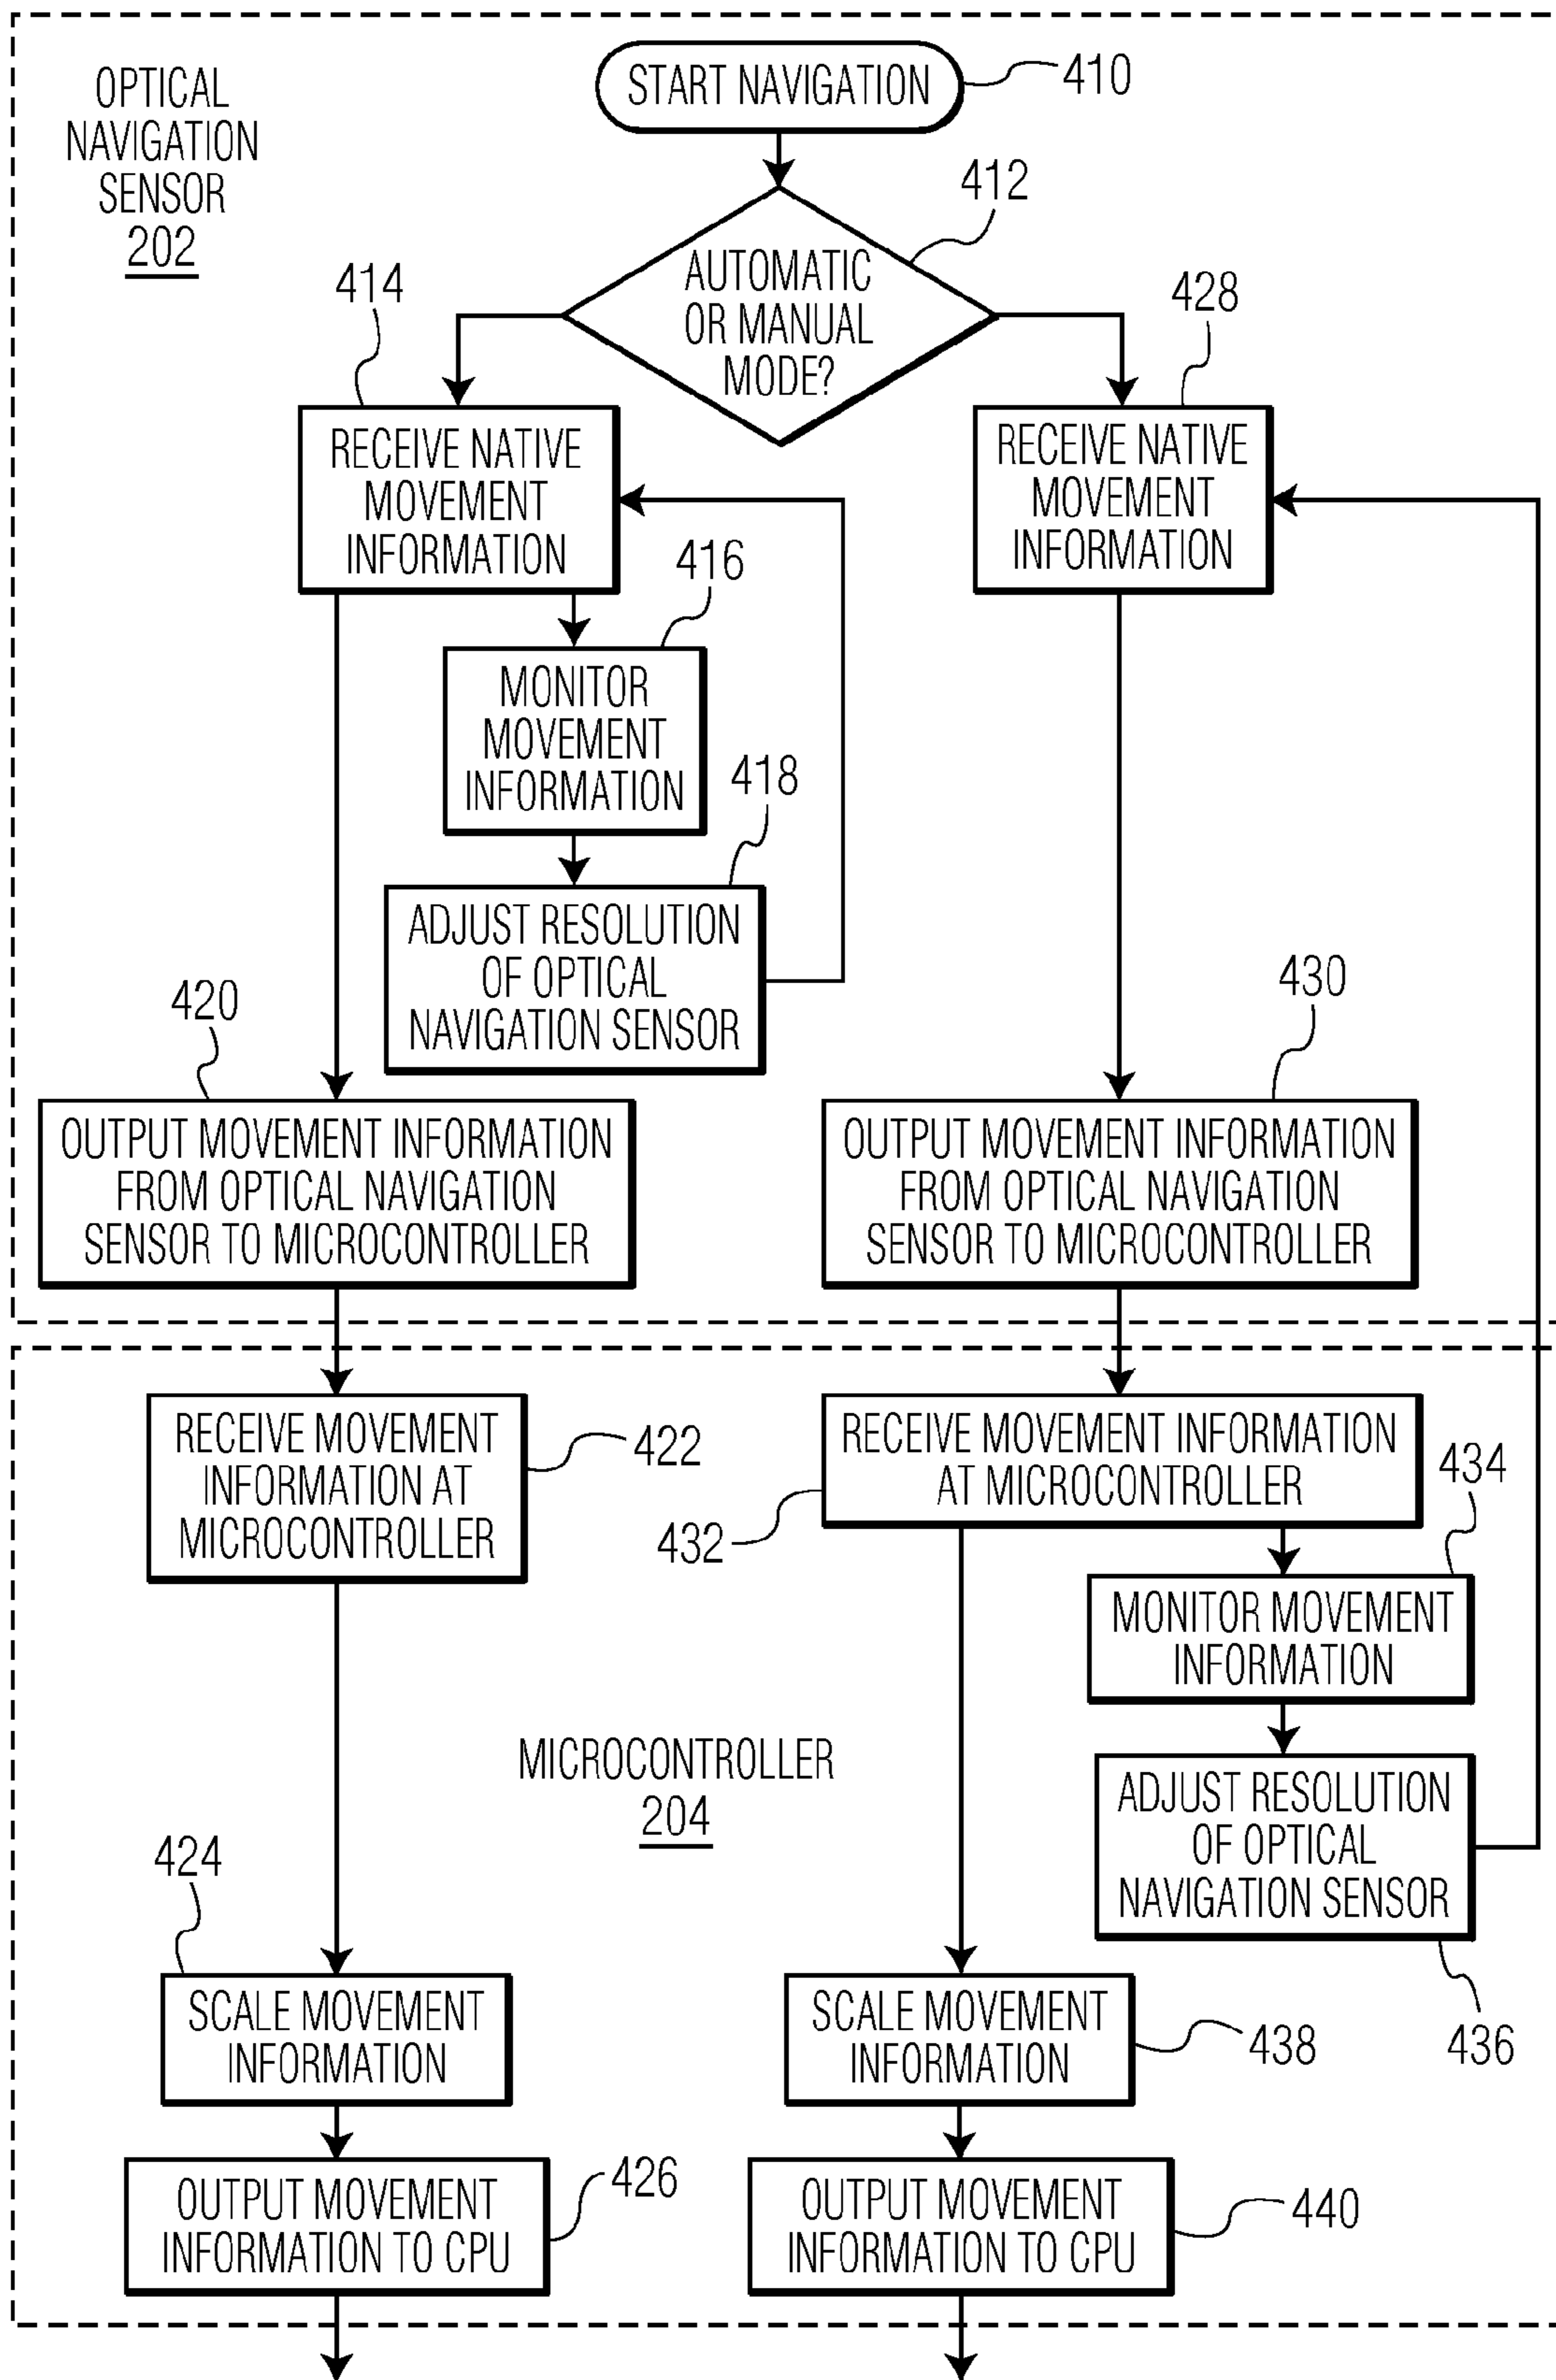 OPTICAL
NAVIGATION
SENSOR
202
START NAVIGATION
410
412
AUTOMATIC
OR MANUAL
MODE?
414
428
RECEIVE NATIVE
MOVEMENT
INFORMATION
RECEIVE NATIVE
MOVEMENT
INFORMATION
416
MONITOR
MOVEMENT
INFORMATION
418
ADJUST RESOLUTION
OF OPTICAL
NAVIGATION SENSOR
420
430
OUTPUT MOVEMENT INFORMATION
FROM OPTICAL NAVIGATION
SENSOR TO MICROCONTROLLER
OUTPUT MOVEMENT INFORMATION
FROM OPTICAL NAVIGATION
SENSOR TO MICROCONTROLLER
RECEIVE MOVEMENT
INFORMATION AT
MICROCONTROLLER
422
RECEIVE MOVEMENT INFORMATION
AT MICROCONTROLLER
432
434
MONITOR MOVEMENT
INFORMATION
MICROCONTROLLER
204
ADJUST RESOLUTION
OF OPTICAL
NAVIGATION SENSOR
436
424
SCALE MOVEMENT
INFORMATION
SCALE MOVEMENT
INFORMATION
438
OUTPUT MOVEMENT
INFORMATION TO CPU
426
OUTPUT MOVEMENT
INFORMATION TO CPU
440